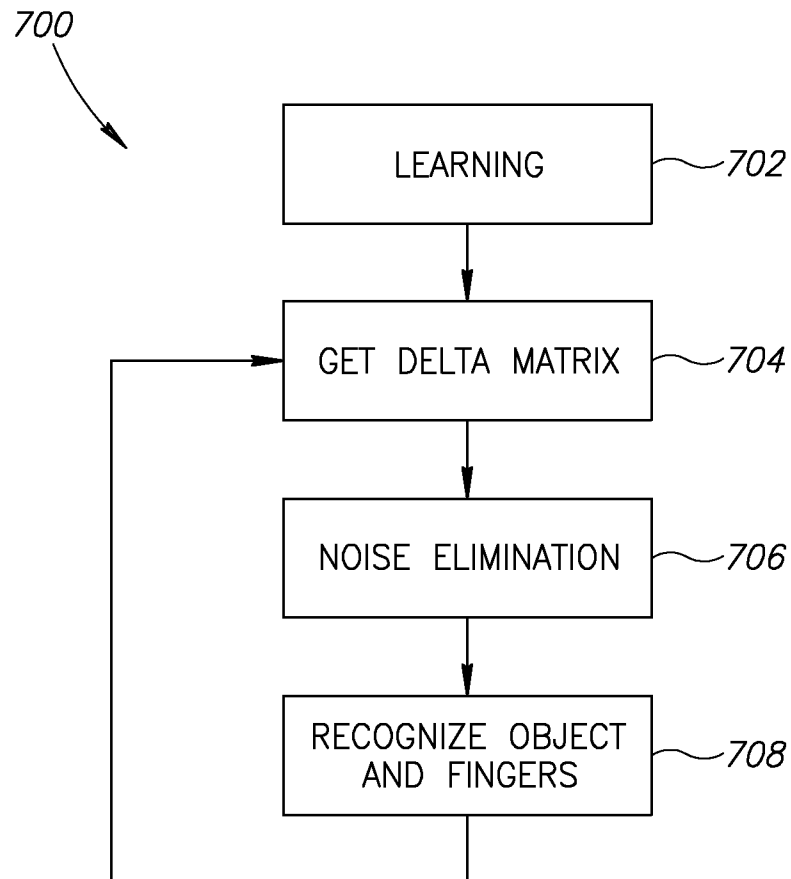 700
LEARNING
702
GET DELTA MATRIX
704
NOISE ELIMINATION
706
RECOGNIZE OBJECT
AND FINGERS
708